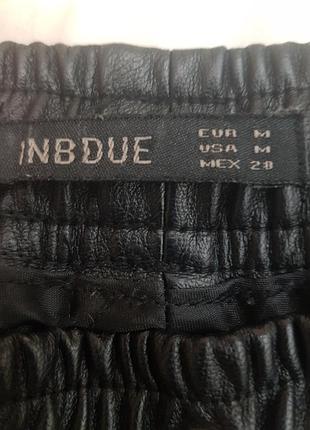 INBDUE
EUR M
USA M
MEX 28